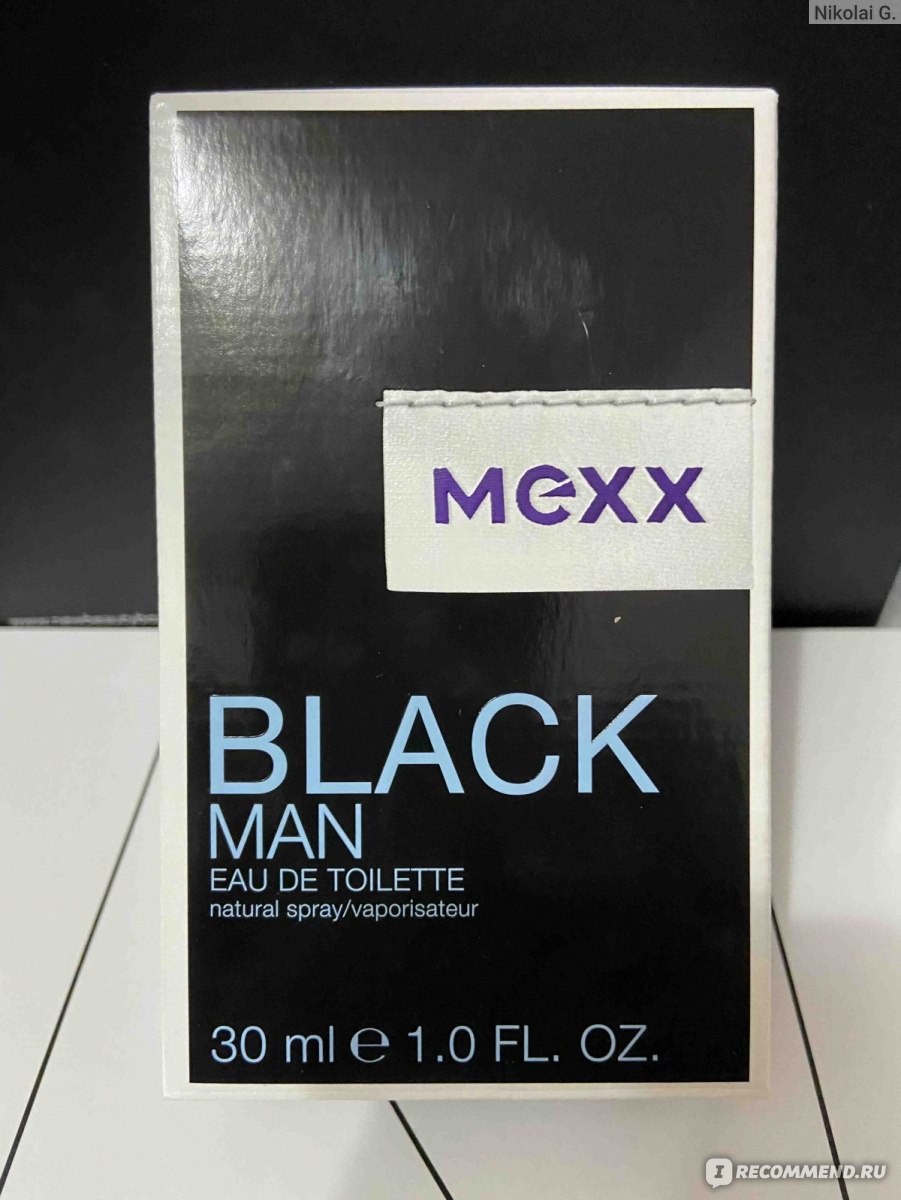 Nikolai G.
mexx
BLACK
MAN
EAU DE TOILETTE
natural spray/vaporisateur
30 ml e 1.0 FL. OZ.
I RECOMMEND.RU